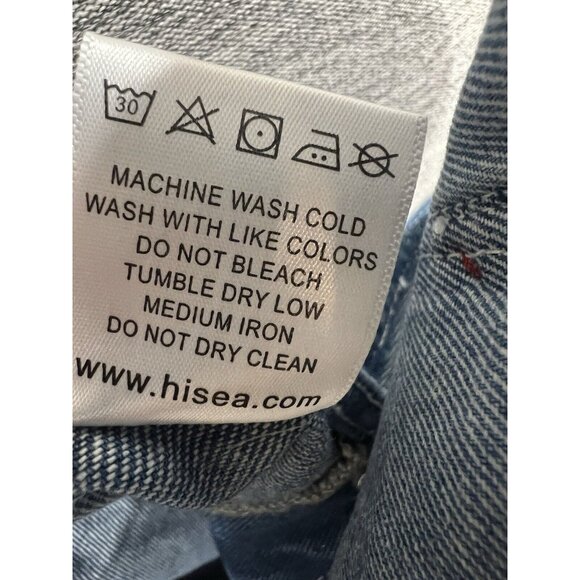 30
MACHINE WASH COLD
WASH WITH LIKE COLORS
DO NOT BLEACH
TUMBLE DRY LOW
MEDIUM IRON
DO NOT DRY CLEAN
www.hisea.com